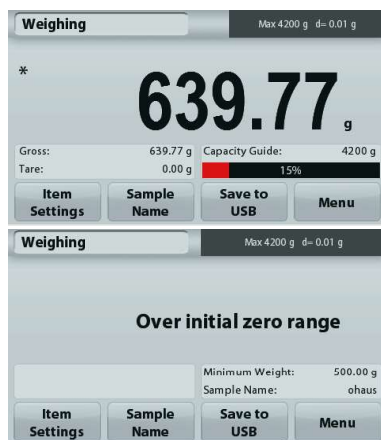 Weighing
Max 4200 g d= 0.01 g
*
639.77 g
Gross: 639.77 g Capacity Guide: 4200 g
Tare: 0.00 g 15%
Item Settings Sample Name Save to USB Menu
Weighing
Max 4200 g d= 0.01 g
Over initial zero range
Minimum Weight: 500.00 g
Sample Name: ohaus
Item Settings Sample Name Save to USB Menu